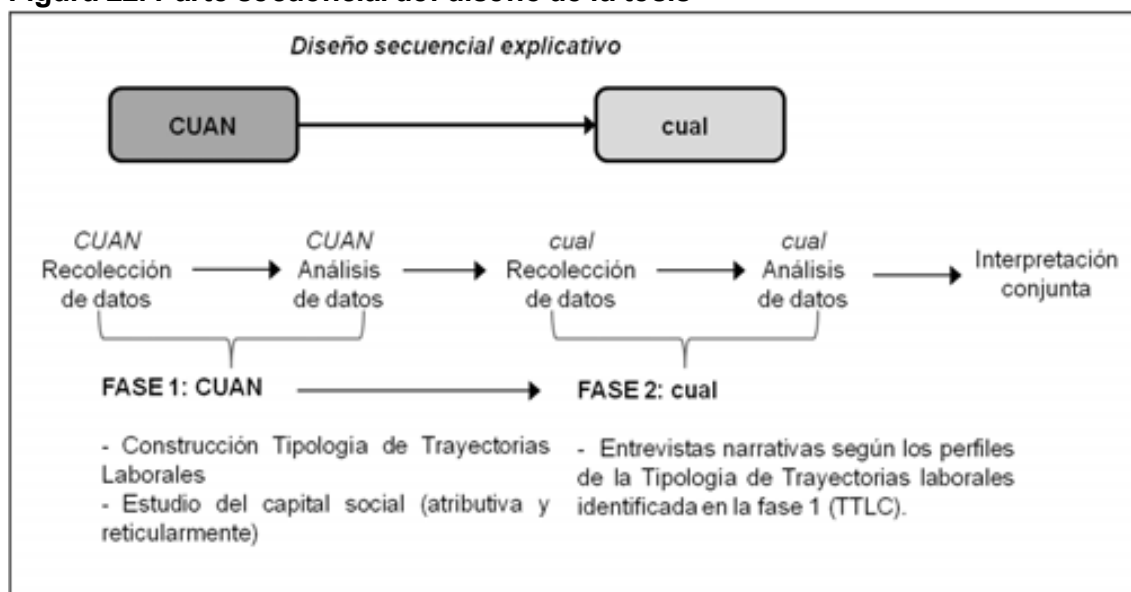 Figura 22. Parte secuencial del diseño de la tesis
Diseño secuencial explicativo
CUAN
cual
CUAN
Recolección
de datos
CUAN
Análisis
de datos
cual
Recolección
de datos
cual
Análisis
de datos
Interpretación
conjunta
FASE 1: CUAN
FASE 2: cual
- Construcción Tipología de Trayectorias
Laborales
- Estudio del capital social (atributiva y
reticularmente)
- Entrevistas narrativas según los perfiles
de la Tipología de Trayectorias laborales
identificada en la fase 1 (TTLC).